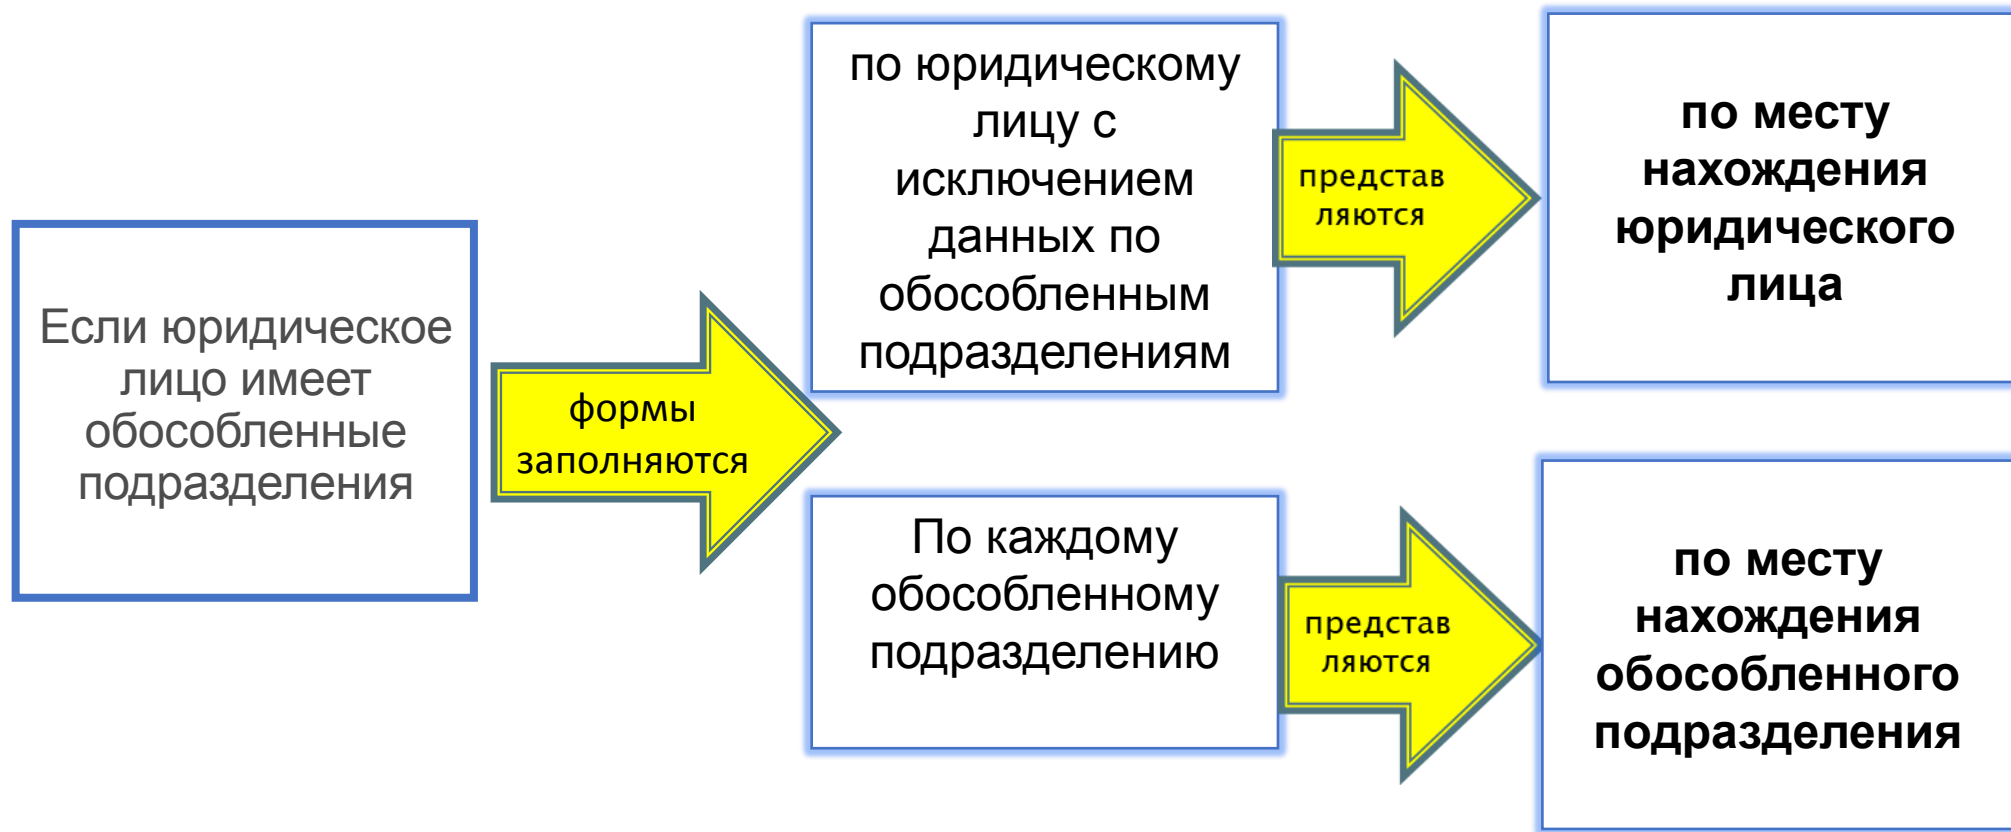 Если юридическое
лицо имеет
обособленные
подразделения
формы
заполняются
по юридическому
лицу с
исключением
данных по
обособленным
подразделениям
представ
ляются
по месту
нахождения
юридического
лица
По каждому
обособленному
подразделению
представ
ляются
по месту
нахождения
обособленного
подразделения